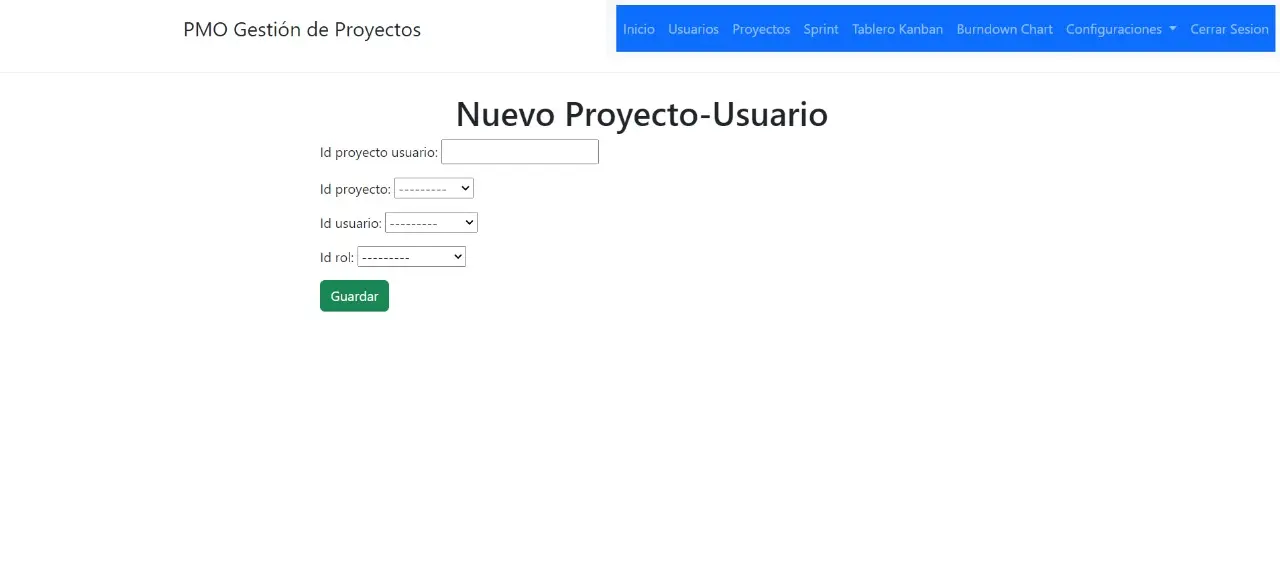 PMO Gestión de Proyectos
Inicio Usuarios Proyectos Sprint Tablero Kanban Burndown Chart Configuraciones Cerrar Sesion
Nuevo Proyecto-Usuario
Id proyecto usuario:
Id proyecto: ---------
Id usuario: ---------
Id rol: ---------
Guardar